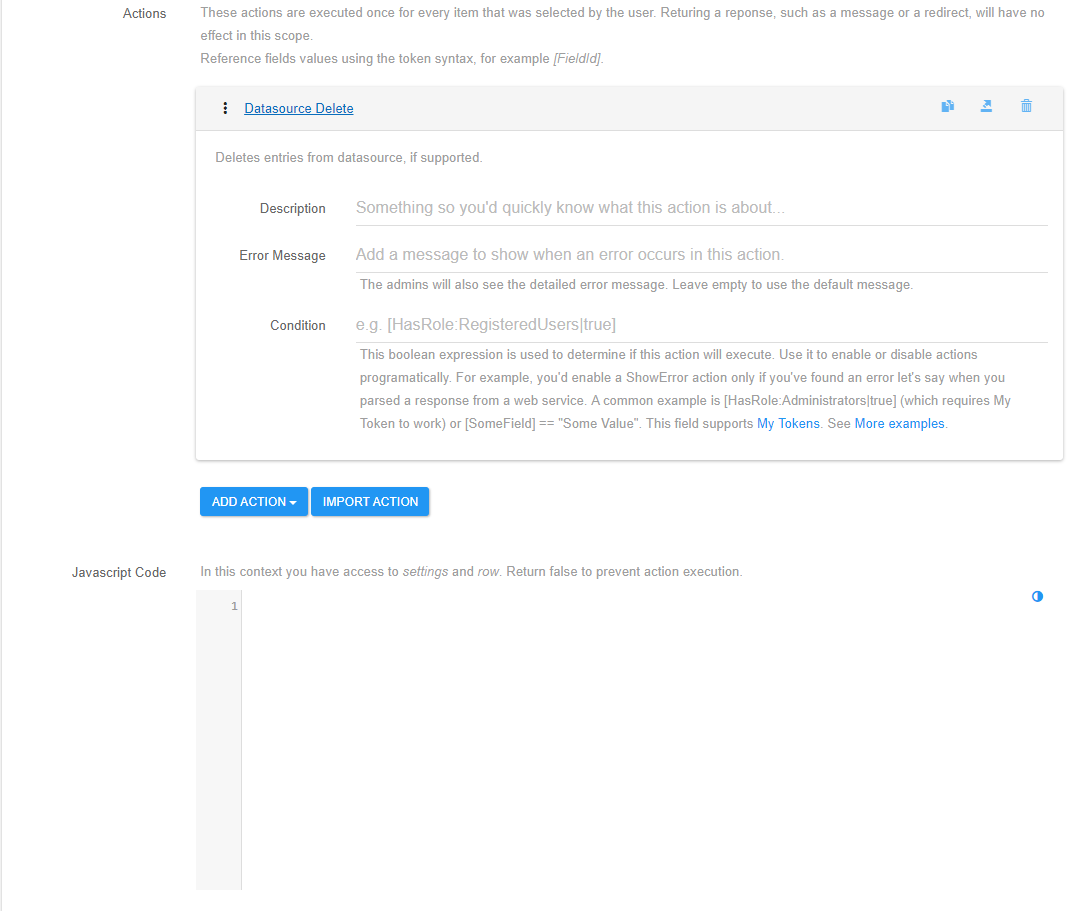 Actions
These actions are executed once for every item that was selected by the user. Returing a reponse, such as a message or a redirect, will have no
effect in this scope.
Reference fields values using the token syntax, for example [FieldId].
Datasource Delete
Deletes entries from datasource, if supported.
Description
Something so you'd quickly know what this action is about...
Error Message
Add a message to show when an error occurs in this action.
The admins will also see the detailed error message. Leave empty to use the default message.
Condition
e.g. [HasRole:RegisteredUsers|true]
This boolean expression is used to determine if this action will execute. Use it to enable or disable actions
programatically. For example, you'd enable a ShowError action only if you've found an error let's say when you
parsed a response from a web service. A common example is [HasRole:Administrators|true] (which requires My
Token to work) or [SomeField] == "Some Value". This field supports My Tokens. See More examples.
ADD ACTION
IMPORT ACTION
Javascript Code
In this context you have access to settings and row. Return false to prevent action execution.
1